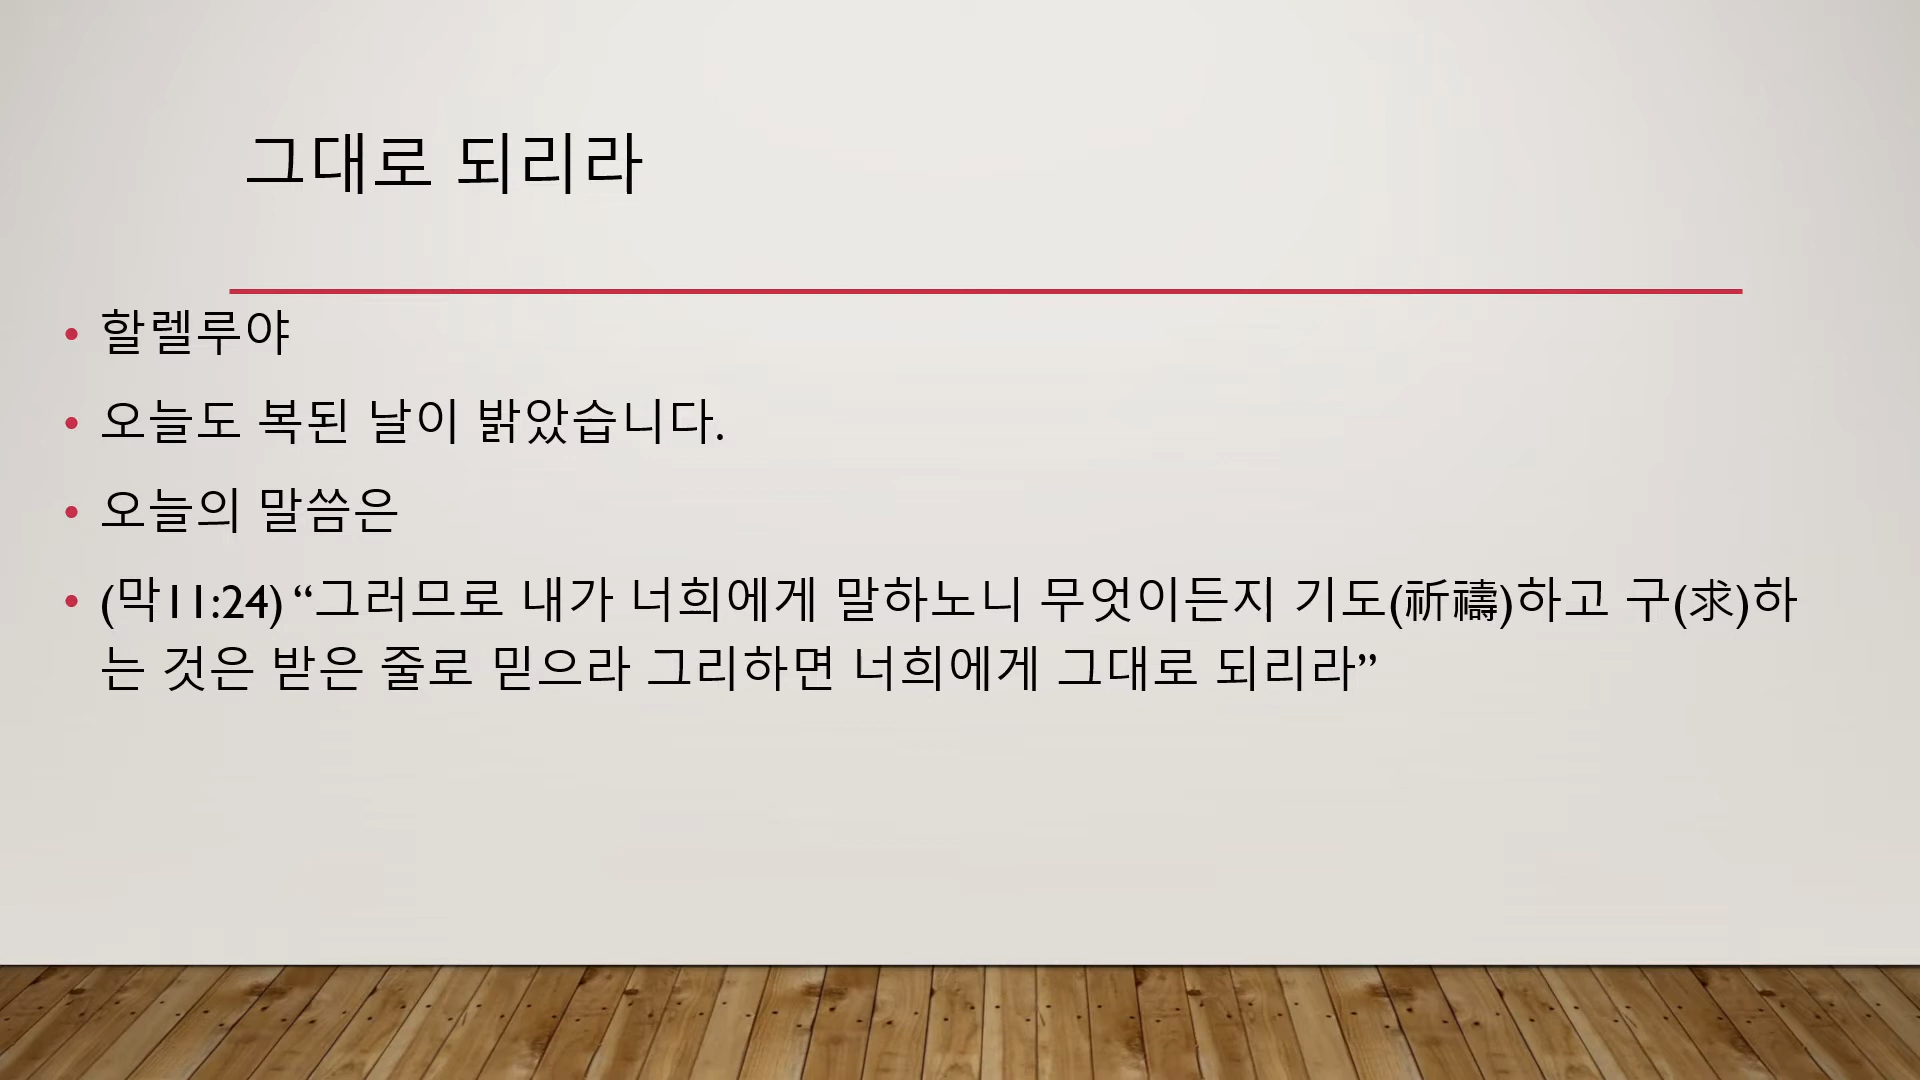 그대로 되리라
• 할렐루야
• 오늘도 복된 날이 밝았습니다.
• 오늘의 말씀은
• (막11:24) “그러므로 내가 너희에게 말하노니 무엇이든지 기도(祈禱)하고 구(求)하
는 것은 받은 줄로 믿으라 그리하면 너희에게 그대로 되리라”